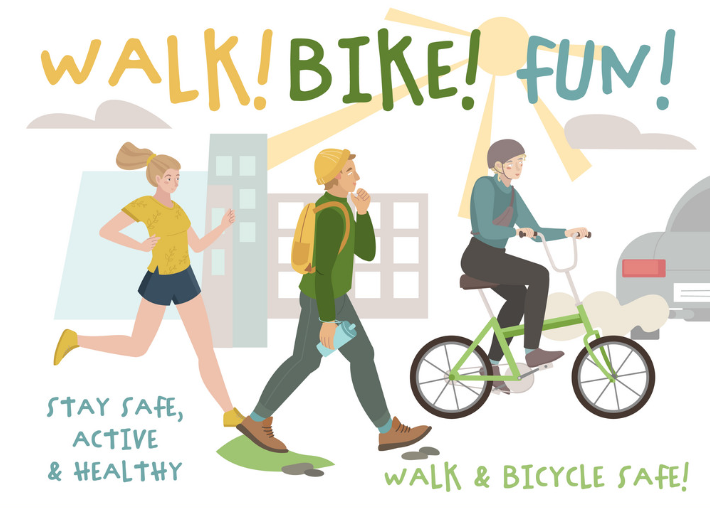 WALK! BIKE! FUN!
STAY SAFE,
ACTIVE
& HEALTHY
WALK & BICYCLE SAFE!